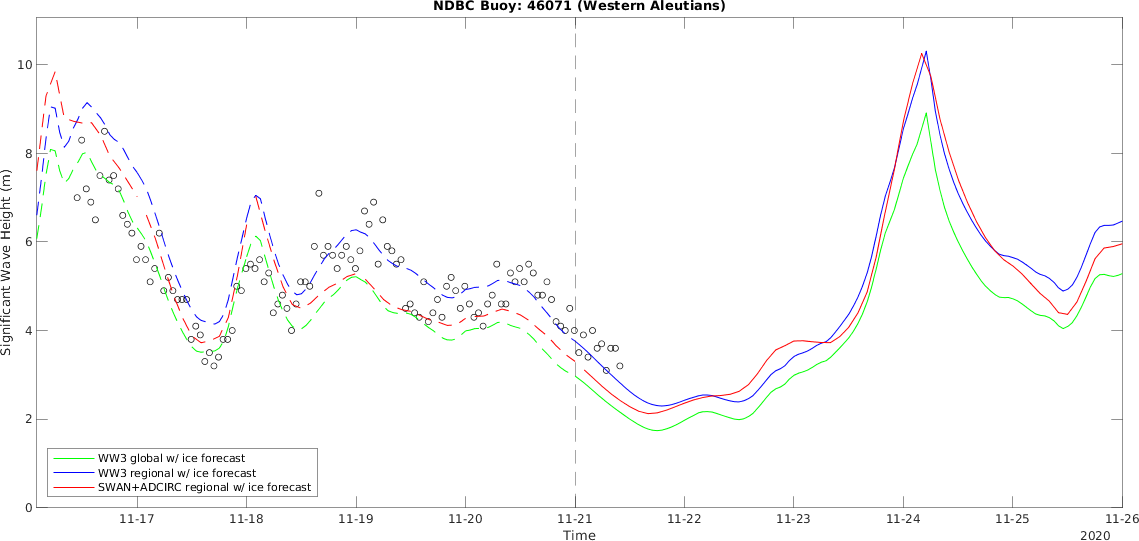 NDBC Buoy: 46071 (Western Aleutians)
Significant Wave Height (m)
10
8
6
4
2
0
WW3 global w/ ice forecast
WW3 regional w/ ice forecast
SWAN+ADCIRC regional w/ ice forecast
11-17 11-18 11-19 11-20 11-21 11-22 11-23 11-24 11-25 11-26
Time
2020